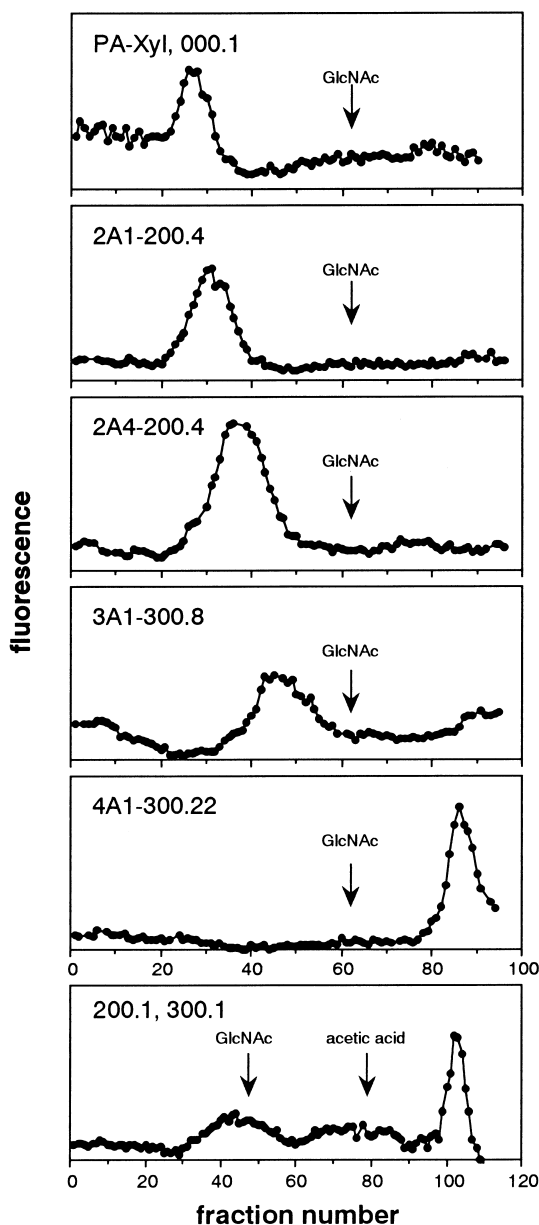 PA-Xyl, 000.1
GlcNAc
2A1-200.4
GlcNAc
2A4-200.4
GlcNAc
fluorescence
3A1-300.8
GlcNAc
4A1-300.22
GlcNAc
0 20 40 60 80 100
200.1, 300.1
GlcNAc acetic acid
0 20 40 60 80 100 120
fraction number